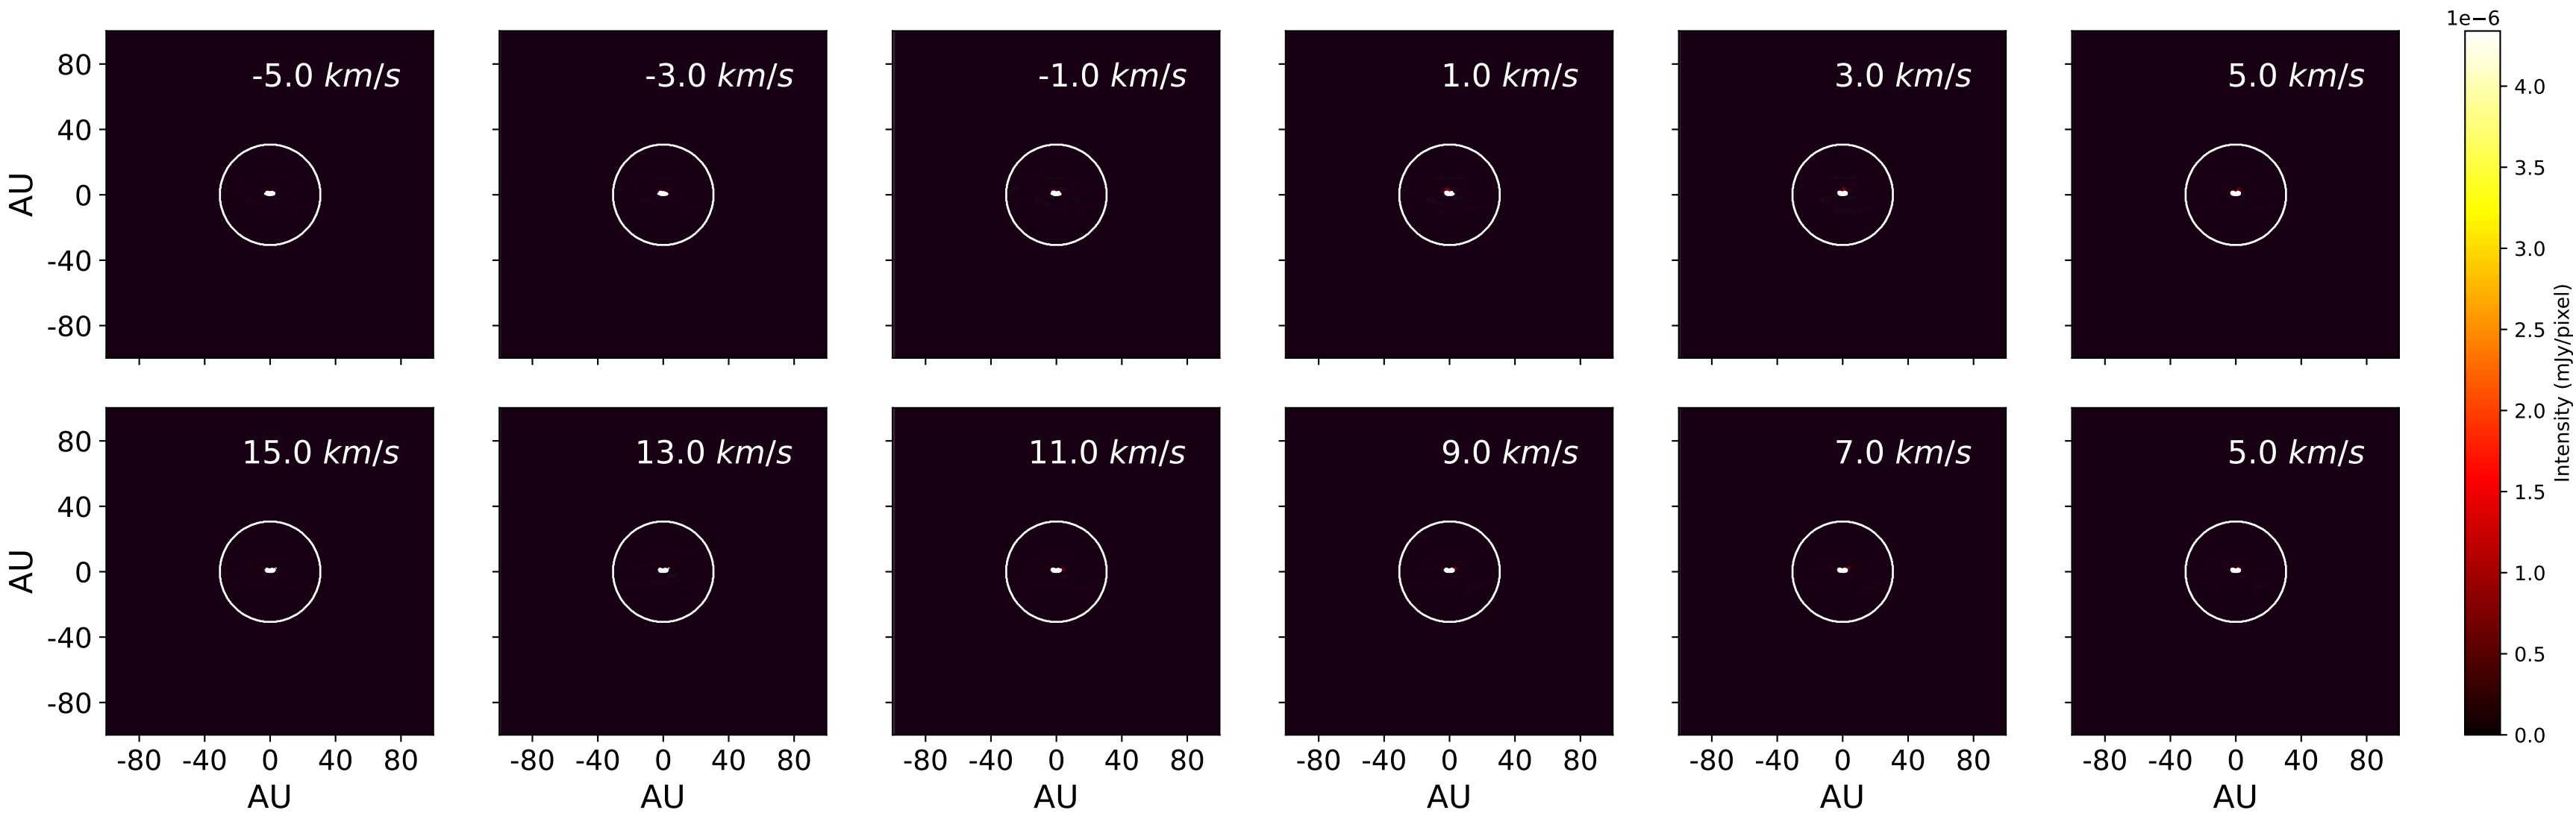 1e−6
-5.0 km/s -3.0 km/s -1.0 km/s 1.0 km/s 3.0 km/s 5.0 km/s
80
40
0
-40
-80
AU
15.0 km/s 13.0 km/s 11.0 km/s 9.0 km/s 7.0 km/s 5.0 km/s
80
40
0
-40
-80
AU
-80 -40 0 40 80 -80 -40 0 40 80 -80 -40 0 40 80 -80 -40 0 40 80 -80 -40 0 40 80 -80 -40 0 40 80
AU AU AU AU AU AU
4.0
3.5
3.0
2.5
2.0
1.5
1.0
0.5
0.0
Intensity (mJy/pixel)